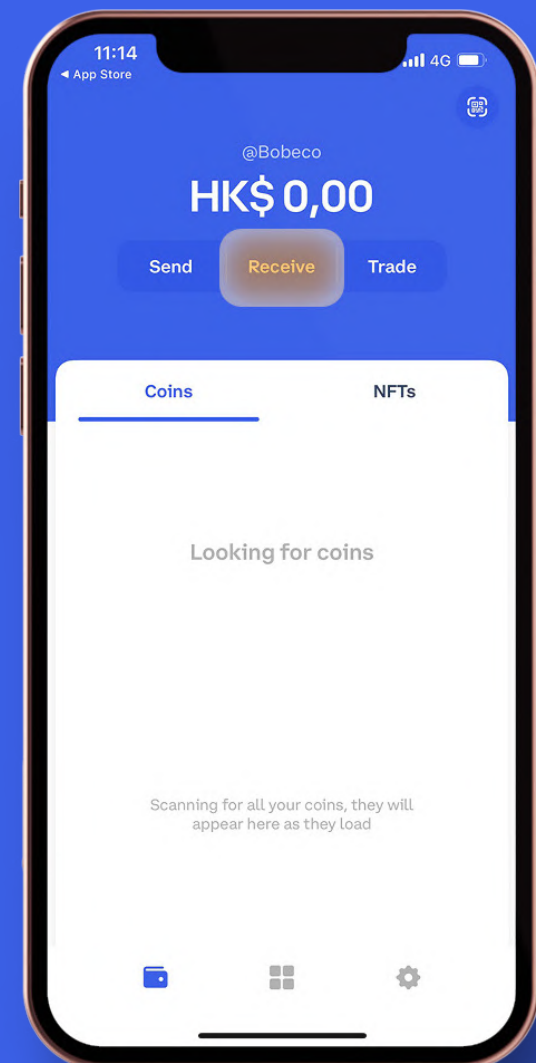 11:14
4G
◀ App Store
@Bobeco
HK$ 0,00
Send Receive Trade
Coins NFTs
Looking for coins
Scanning for all your coins, they will
appear here as they load